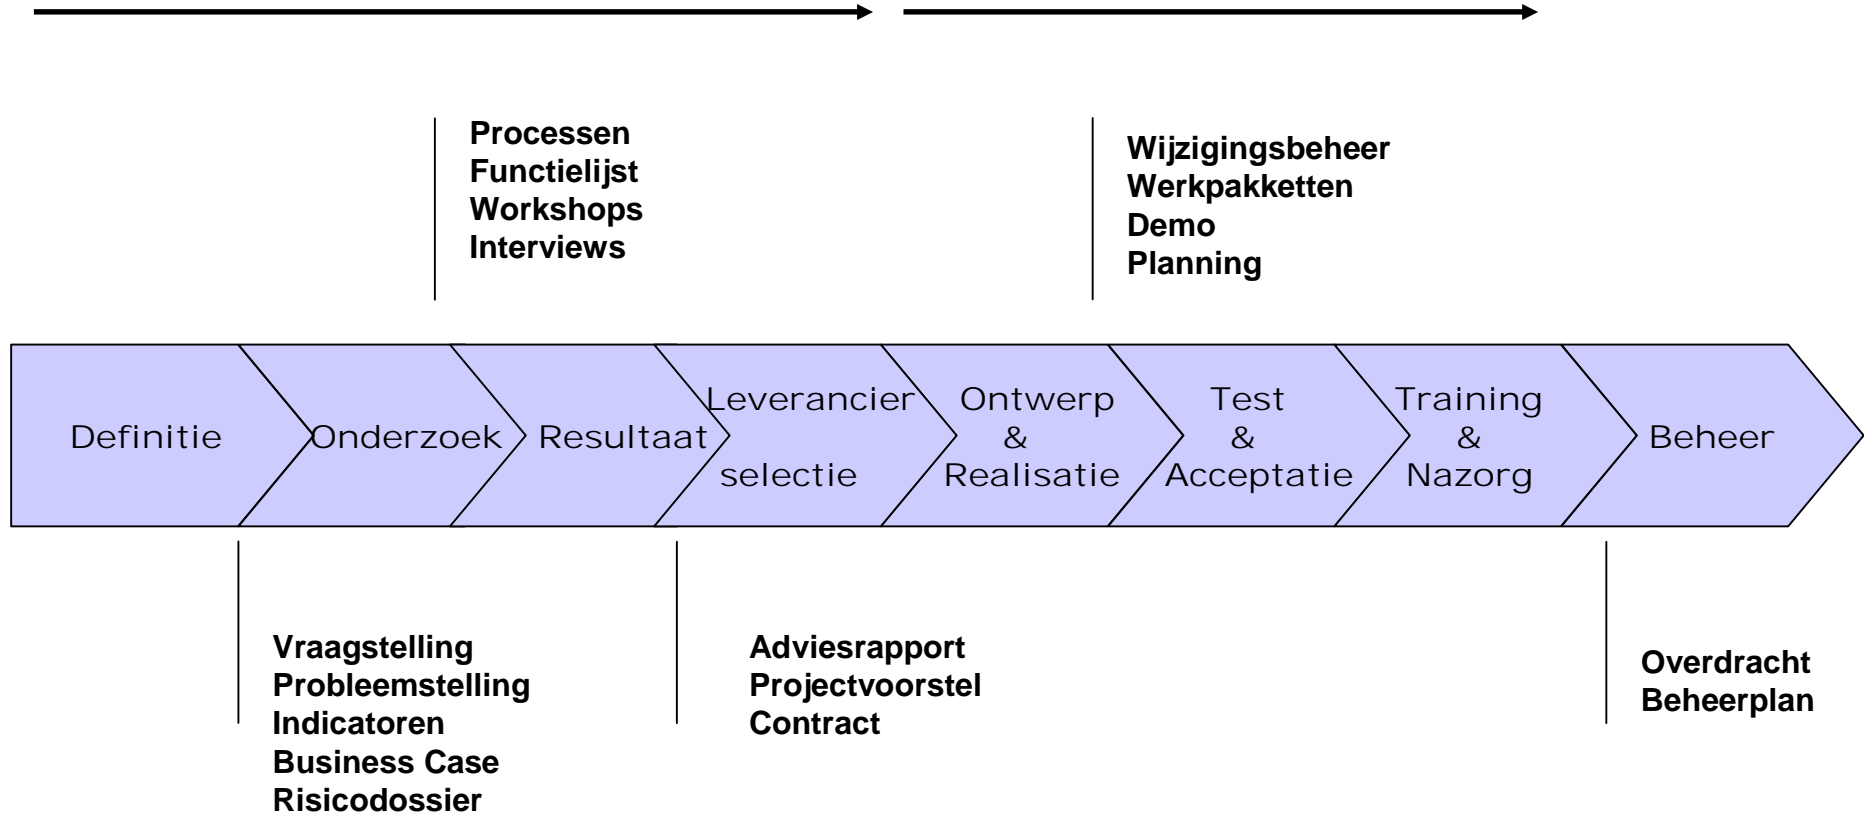 Processen
Functielijst
Workshops
Interviews
Wijzigingsbeheer
Werkpakketten
Demo
Planning
Definitie
Onderzoek
Resultaat
Leverancier
selectie
Ontwerp
&
Realisatie
Test
&
Acceptatie
Training
&
Nazorg
Beheer
Vraagstelling
Probleemstelling
Indicatoren
Business Case
Risicodossier
Adviesrapport
Projectvoorstel
Contract
Overdracht
Beheerplan